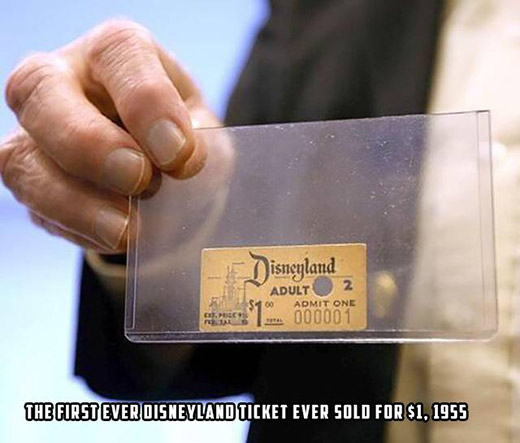 Disneyland
ADULT 2
$1 00 ADMIT ONE
TOTAL 000001
THE FIRST EVER DISNEYLAND TICKET EVER SOLD FOR $1, 1955